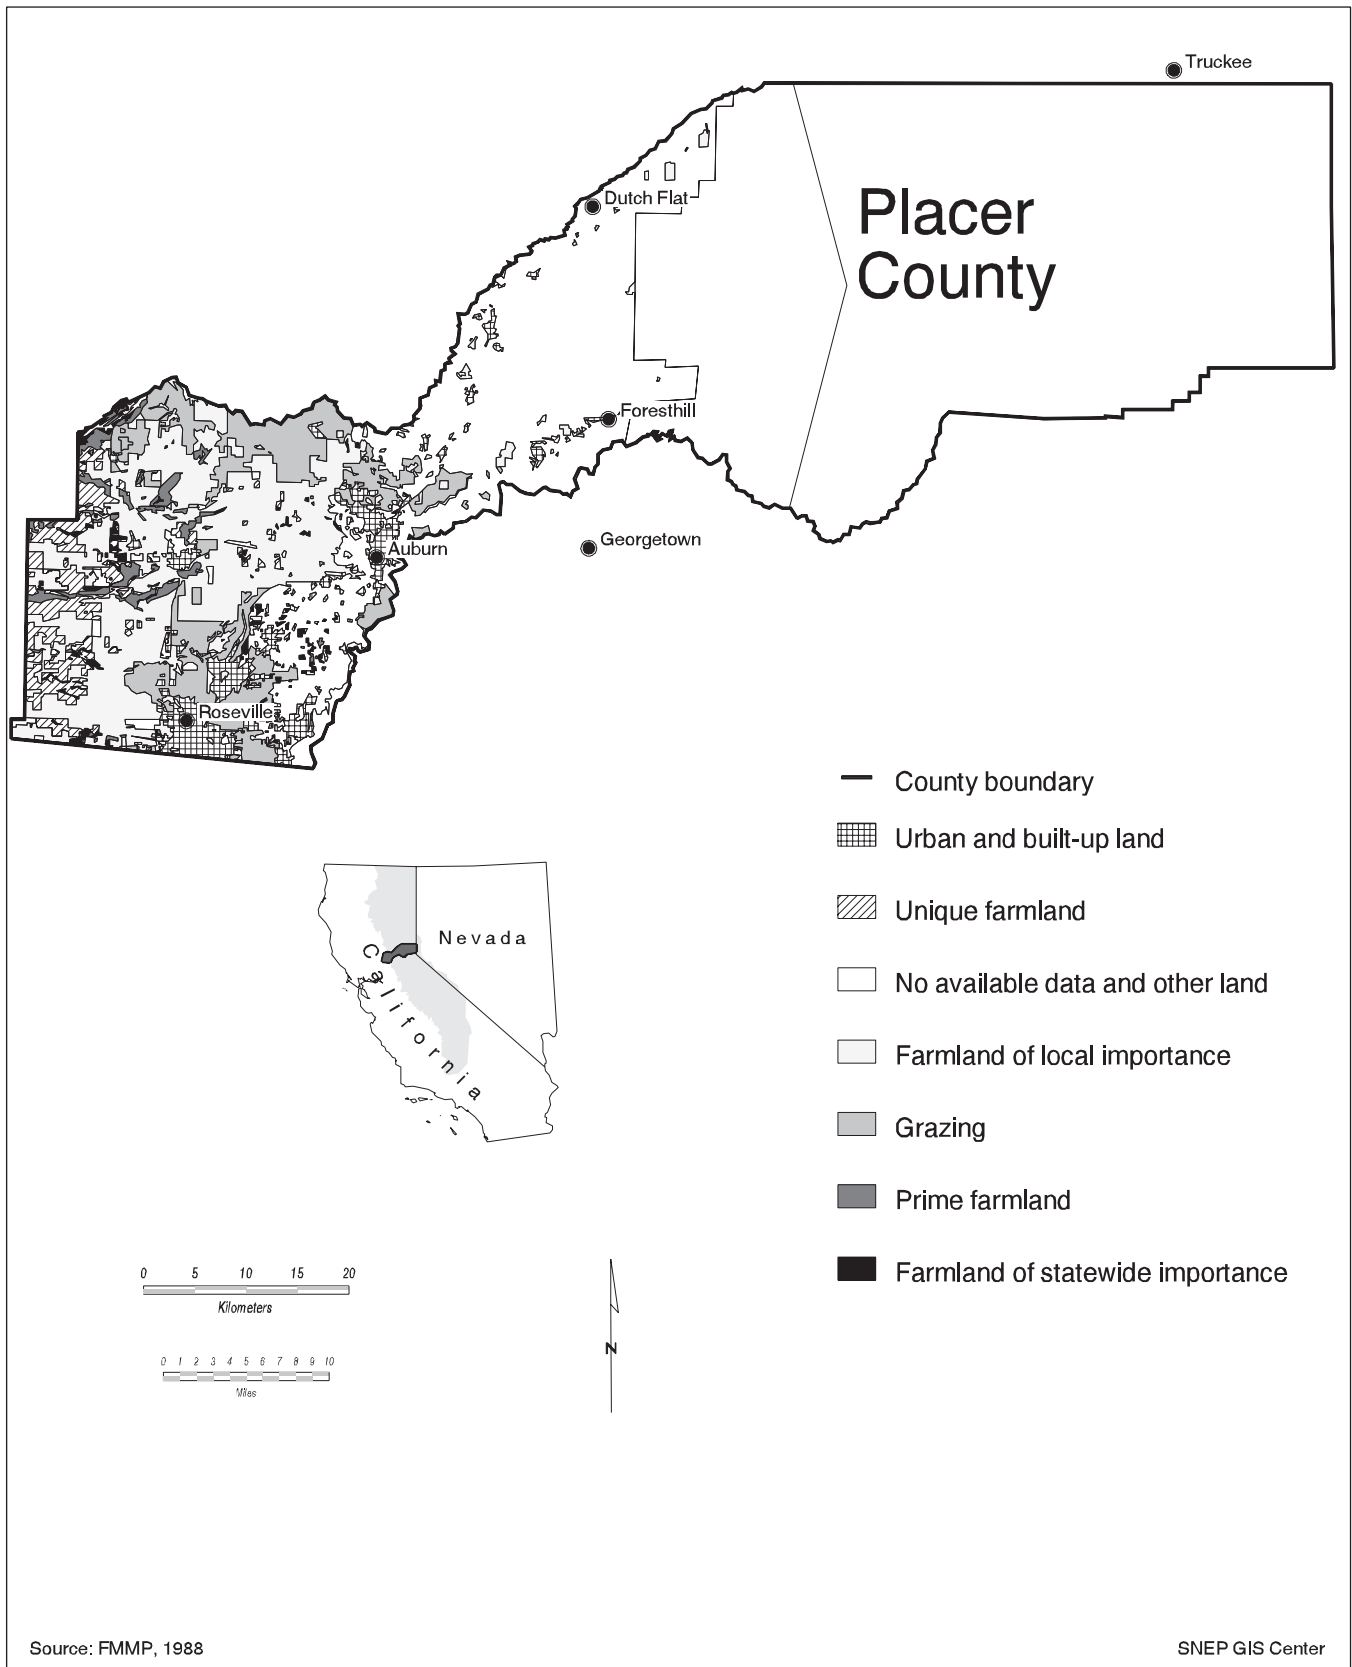 Truckee
Dutch Flat
Placer
County
Foresthill
Georgetown
Auburn
Roseville
County boundary
Urban and built-up land
Unique farmland
No available data and other land
Farmland of local importance
Grazing
Prime farmland
Farmland of statewide importance
Nevada
California
0 5 10 15 20
Kilometers
0 1 2 3 4 5 6 7 8 9 10
Miles
N
Source: FMMP, 1988
SNEP GIS Center